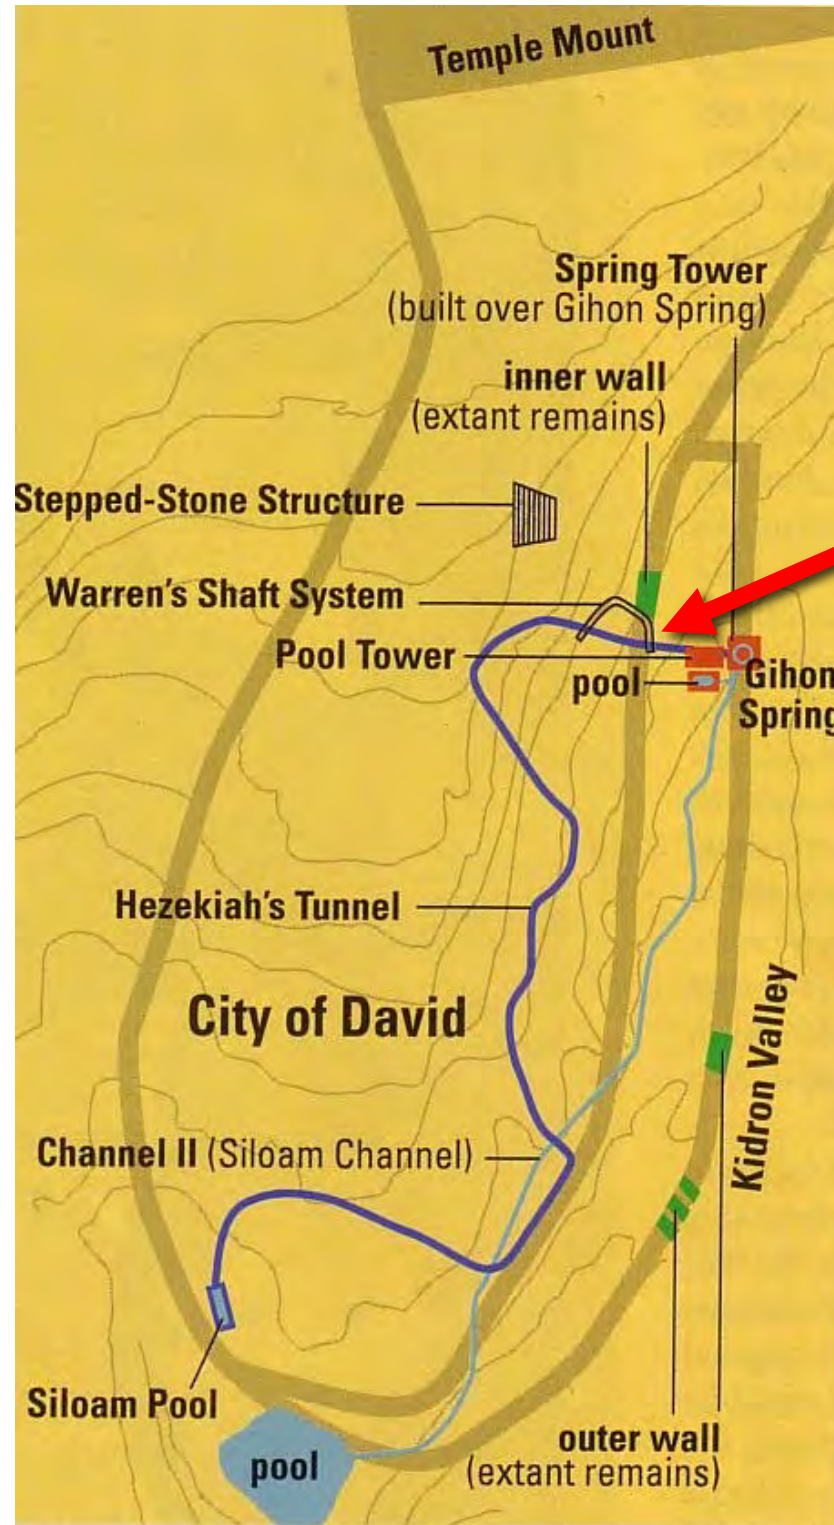 Temple Mount
Spring Tower
(built over Gihon Spring)
inner wall
(extant remains)
Stepped-Stone Structure
Warren's Shaft System
Pool Tower
pool
Gihon
Spring
Hezekiah's Tunnel
City of David
Kidron Valley
Channel II (Siloam Channel)
Siloam Pool
pool
outer wall
(extant remains)